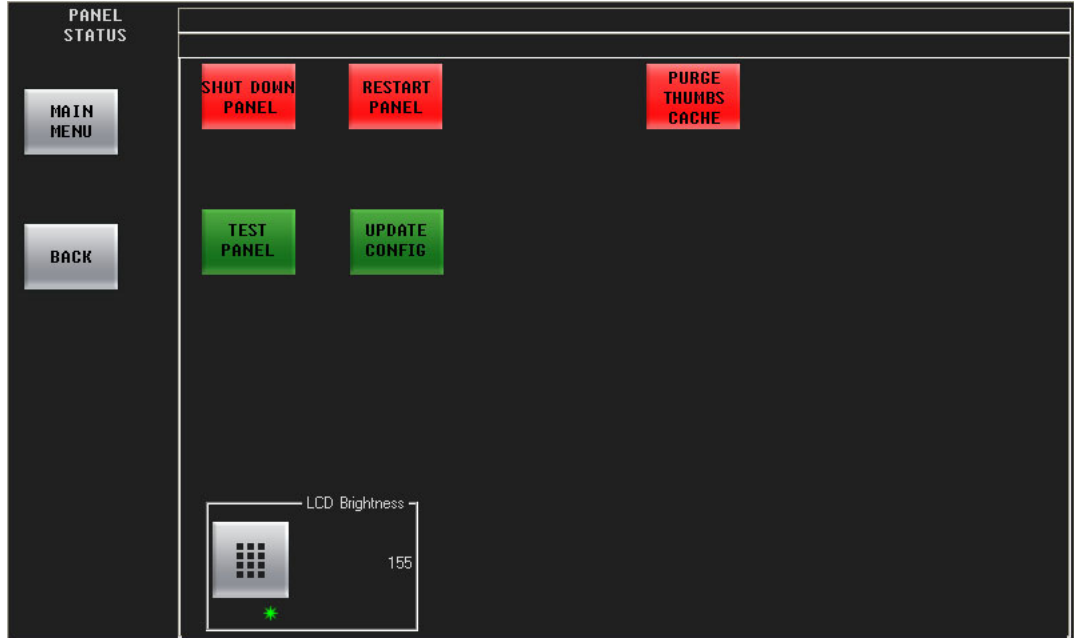 PANEL
STATUS
MAIN
MENU
BACK
SHUT DOWN
PANEL
RESTART
PANEL
PURGE
THUMBS
CACHE
TEST
PANEL
UPDATE
CONFIG
LCD Brightness
155